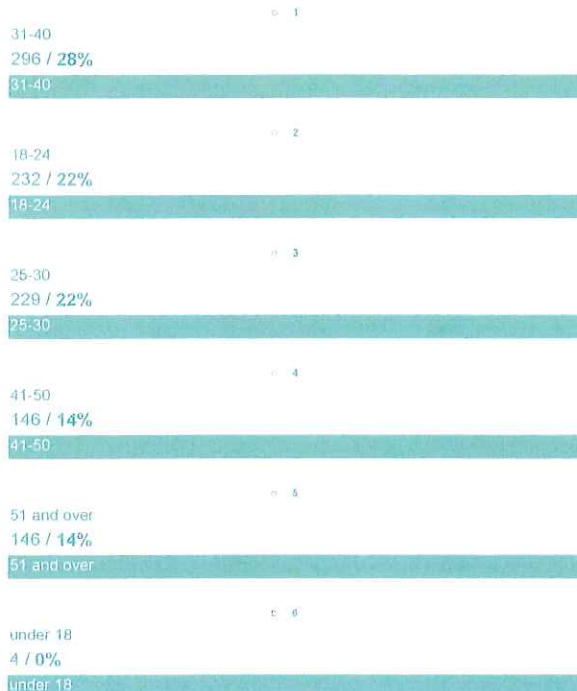 1
31-40
296 / 28%
31-40
2
18-24
232 / 22%
18-24
3
25-30
229 / 22%
25-30
4
41-50
146 / 14%
41-50
5
51 and over
146 / 14%
51 and over
6
under 18
4 / 0%
under 18